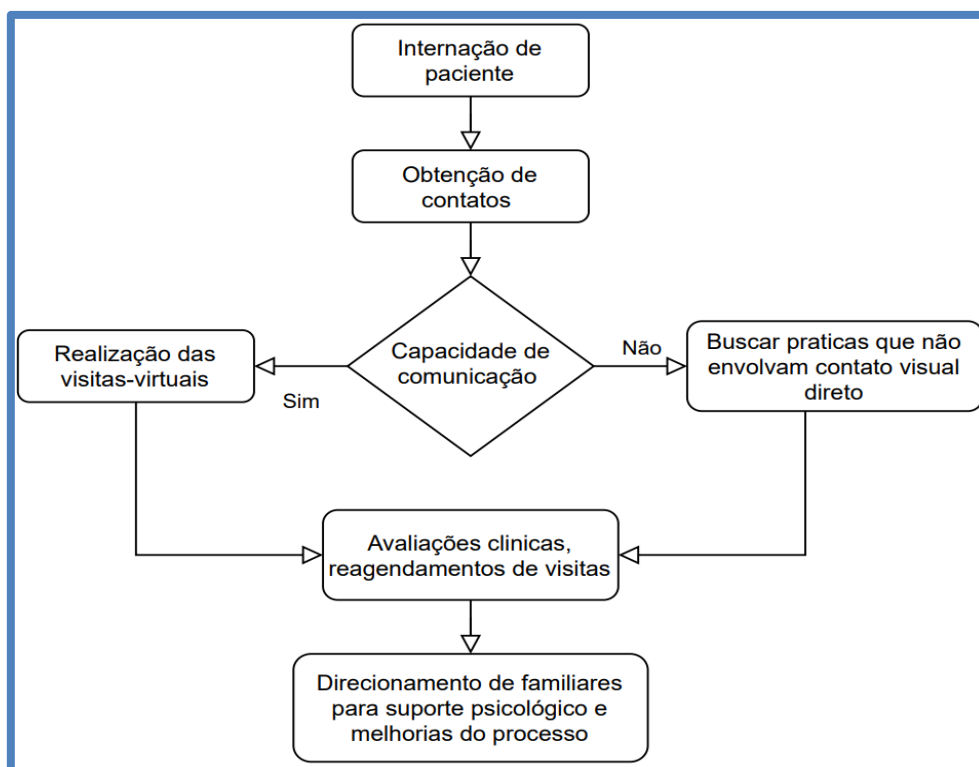 Internação de
paciente
Obtenção de
contatos
Capacidade de
comunicação
Sim
Não
Realização das
visitas-virtuais
Buscar praticas que não
envolvam contato visual
direto
Avaliações clinicas,
reagendamentos de visitas
Direcionamento de familiares
para suporte psicológico e
melhorias do processo